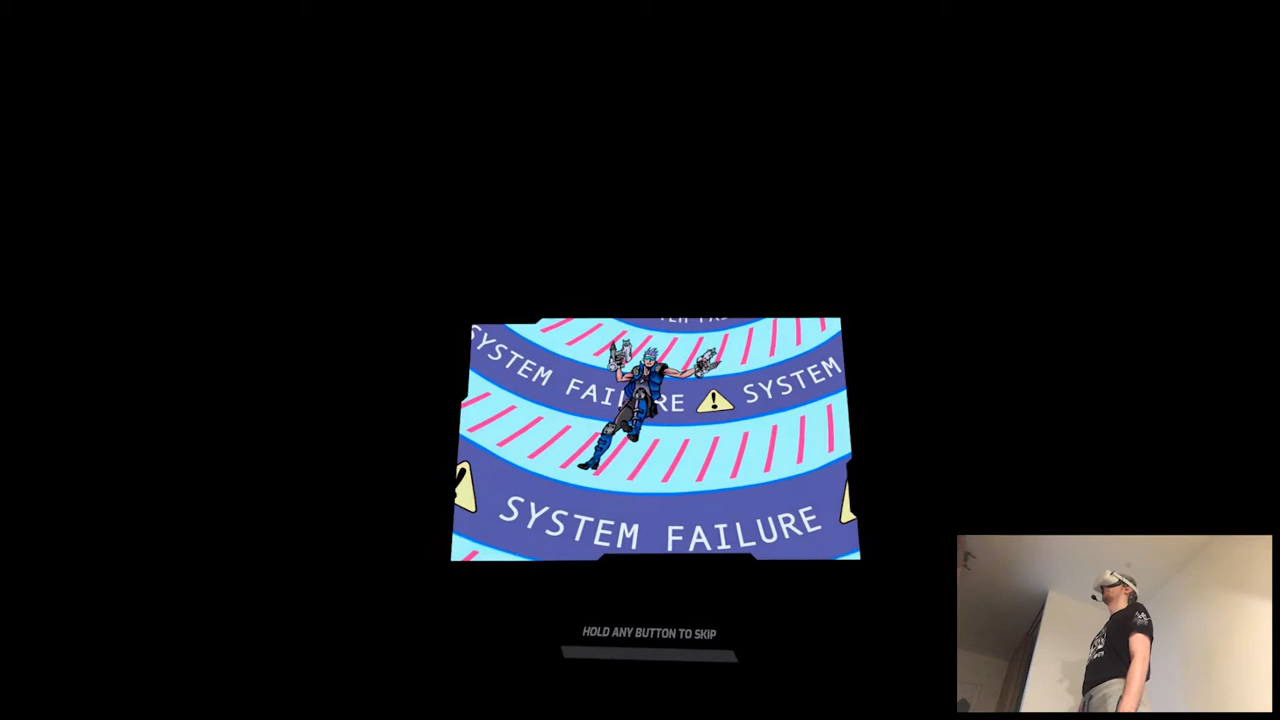 SYSTEM FAILURE ⚠ SYSTEM
SYSTEM FAILURE
HOLD ANY BUTTON TO SKIP